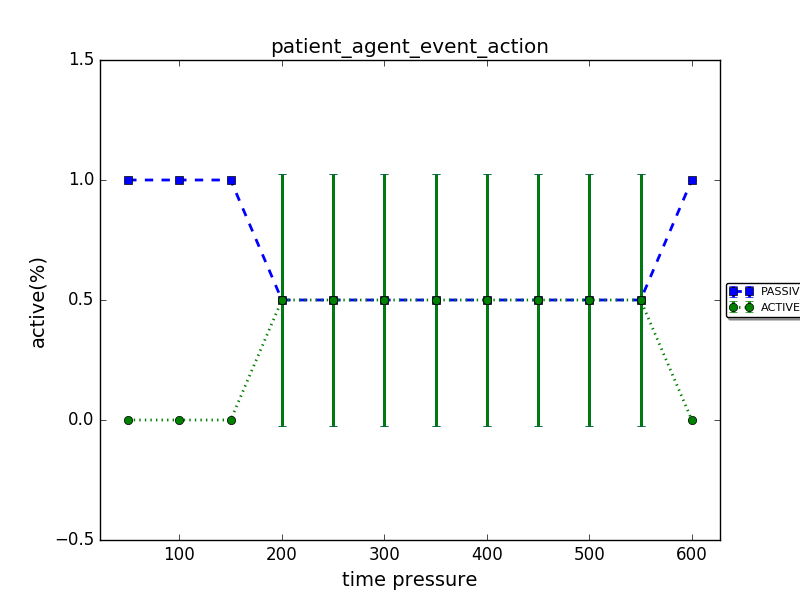 patient_agent_event_action
1.5
1.0
0.5
0.0
−0.5
active(%)
100 200 300 400 500 600
time pressure
PASSIV
ACTIVE